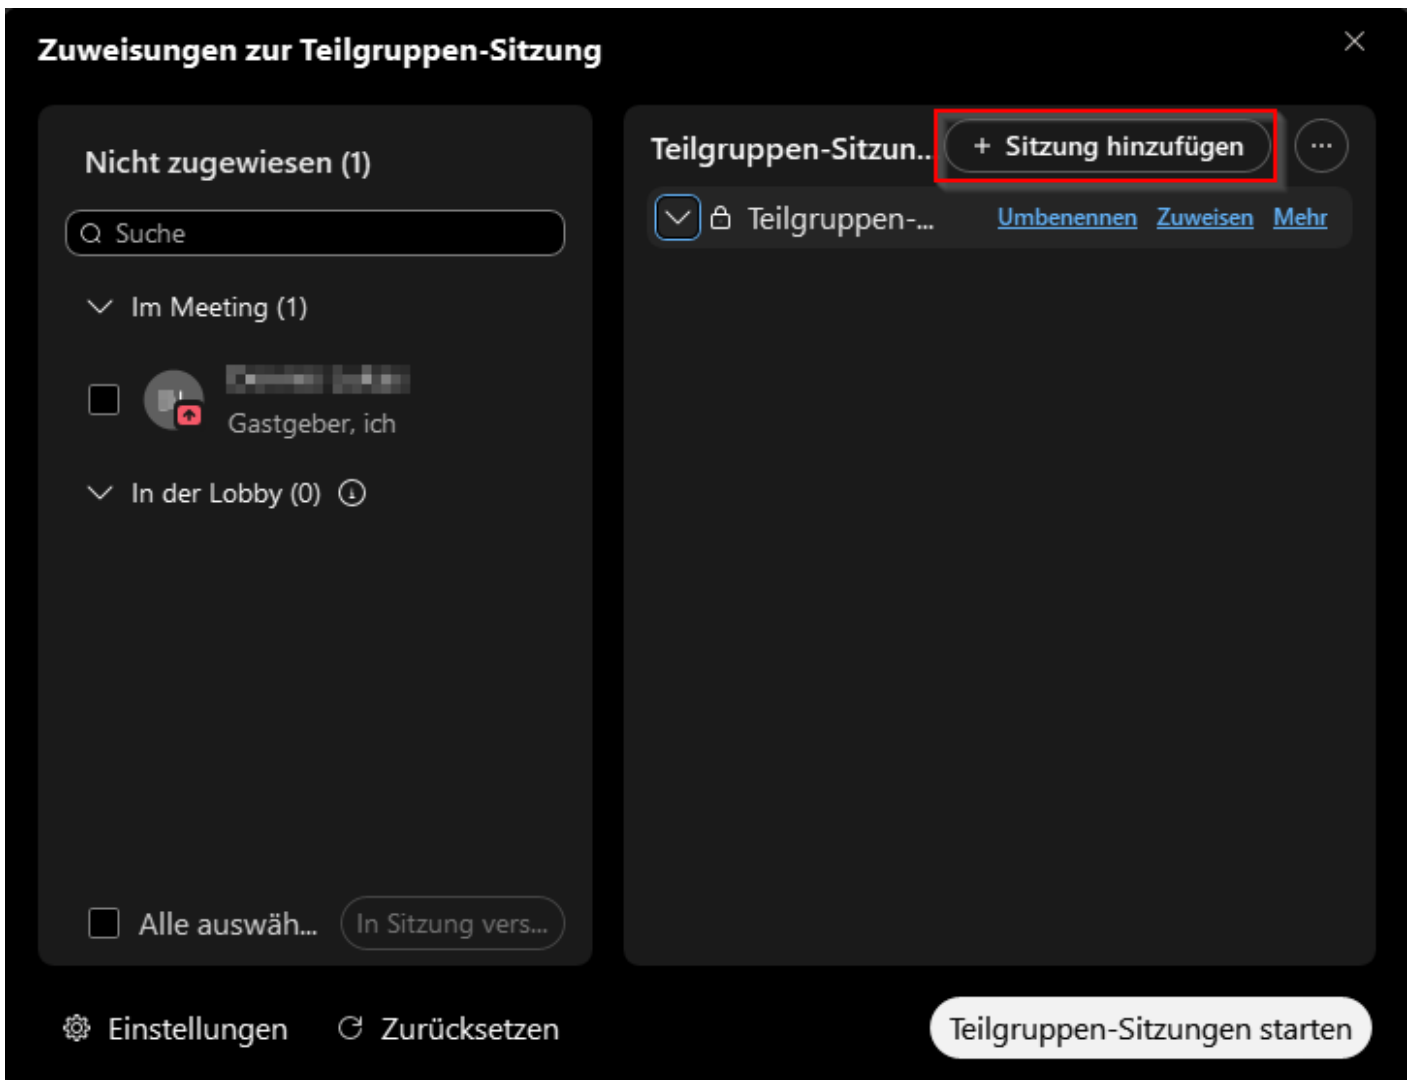 Zuweisungen zur Teilgruppen-Sitzung
Nicht zugewiesen (1)
Suche
Im Meeting (1)
Gastgeber, ich
In der Lobby (0)
Alle auswäh...
In Sitzung vers...
Teilgruppen-Sitzun...
+ Sitzung hinzufügen
Teilgruppen-... Umbenennen Zuweisen Mehr
Einstellungen
Zurücksetzen
Teilgruppen-Sitzungen starten